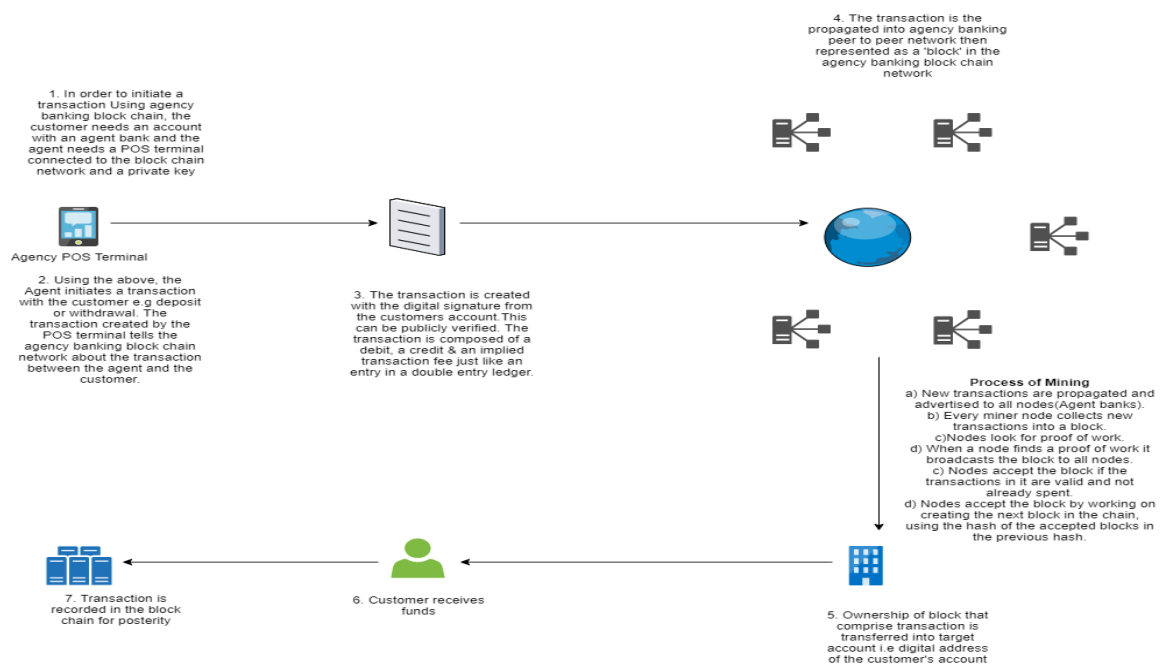 1. In order to initiate a
transaction Using agency
banking block chain, the
customer needs an account
with an agent bank and the
agent needs a POS terminal
connected to the block chain
network and a private key
Agency POS Terminal
2. Using the above, the
Agent initiates a transaction
with the customer e.g deposit
or withdrawal. The
transaction created by the
POS terminal tells the
agency banking block chain
network about the transaction
between the agent and the
customer.
3. The transaction is created
with the digital signature from
the customers account.This
can be publicly verified. The
transaction is composed of a
debit, a credit & an implied
transaction fee just like an
entry in a double entry ledger.
4. The transaction is the
propagated into agency banking
peer to peer network then
represented as a 'block' in the
agency banking block chain
network
Process of Mining
a) New transactions are propagated and
advertised to all nodes(Agent banks).
b) Every miner node collects new
transactions into a block.
c)Nodes look for proof of work.
d) When a node finds a proof of work it
broadcasts the block to all nodes.
c) Nodes accept the block if the
transactions in it are valid and not
already spent.
d) Nodes accept the block by working on
creating the next block in the chain,
using the hash of the accepted blocks in
the previous hash.
5. Ownership of block that
comprise transaction is
transferred into target
account i.e digital address
of the customer's account
6. Customer receives
funds
7. Transaction is
recorded in the block
chain for posterity